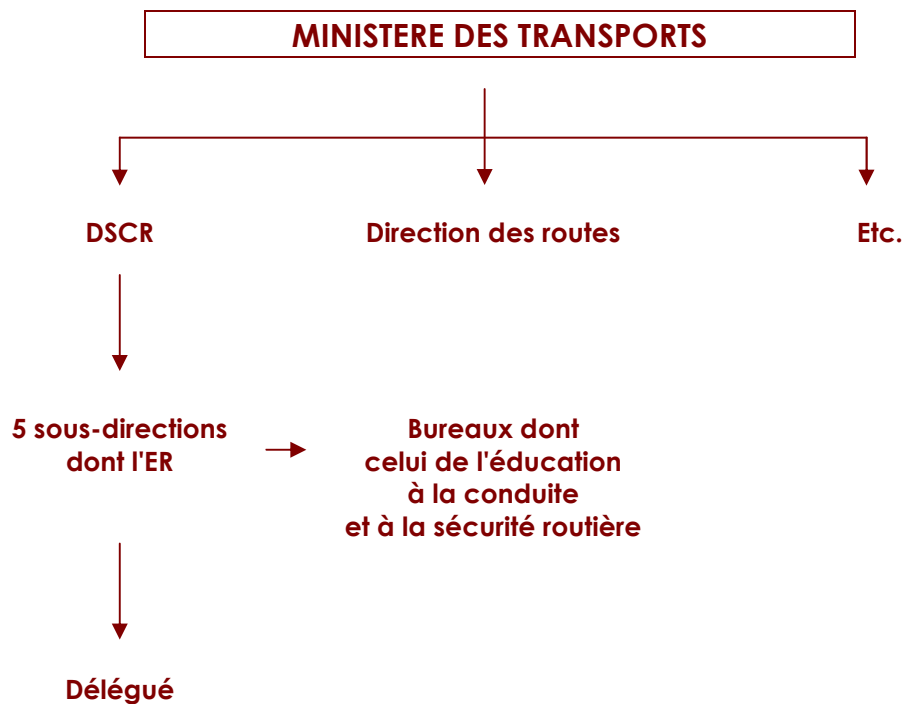 MINISTERE DES TRANSPORTS
DSCR
Direction des routes
Etc.
5 sous-directions
dont l'ER
Bureaux dont
celui de l'éducation
à la conduite
et à la sécurité routière
Délégué